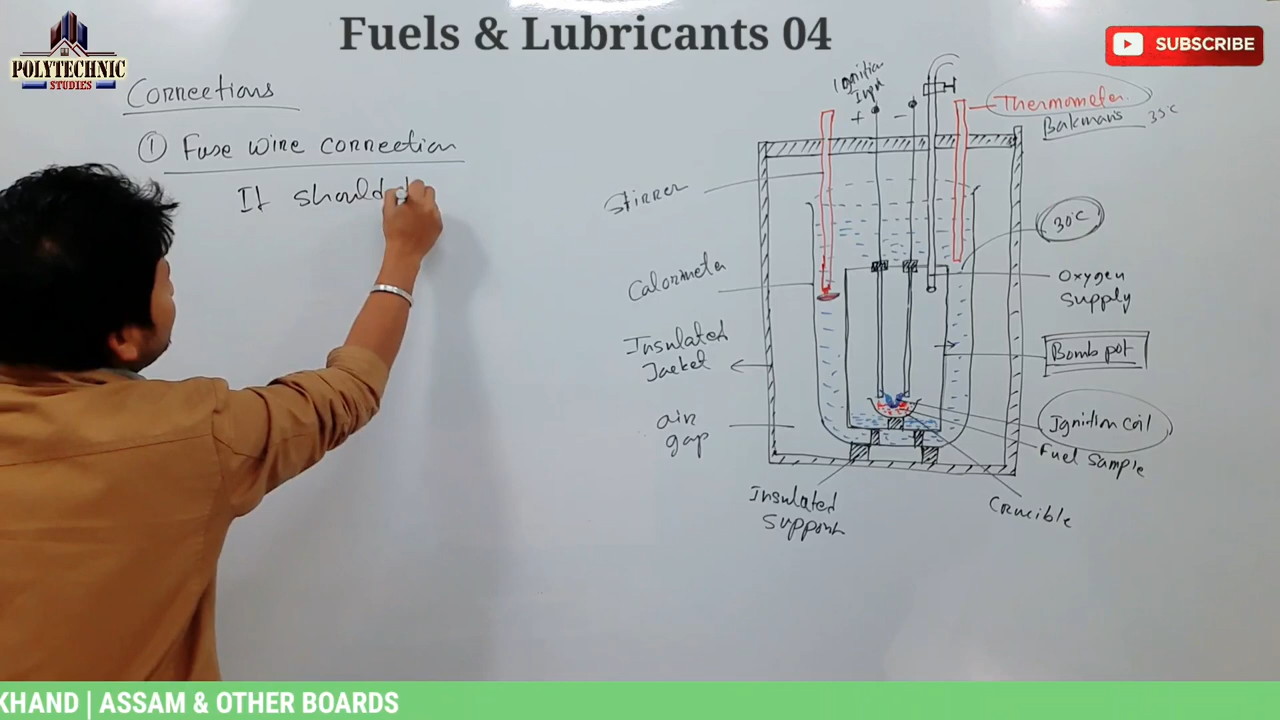 Fuels & Lubricants 04
POLYTECHNIC
STUDIES
SUBSCRIBE
Connections
① Fuse wire connection
It should
Ignition
Input
+ −
Thermometer
Bakman's 35°C
Stirrer
30°C
Calorimeter
Oxygen
Supply
Insulated
Jacket
Bomb pot
air
gap
Ignition coil
Fuel Sample
Insulated
Support
Crucible
KHAND | ASSAM & OTHER BOARDS